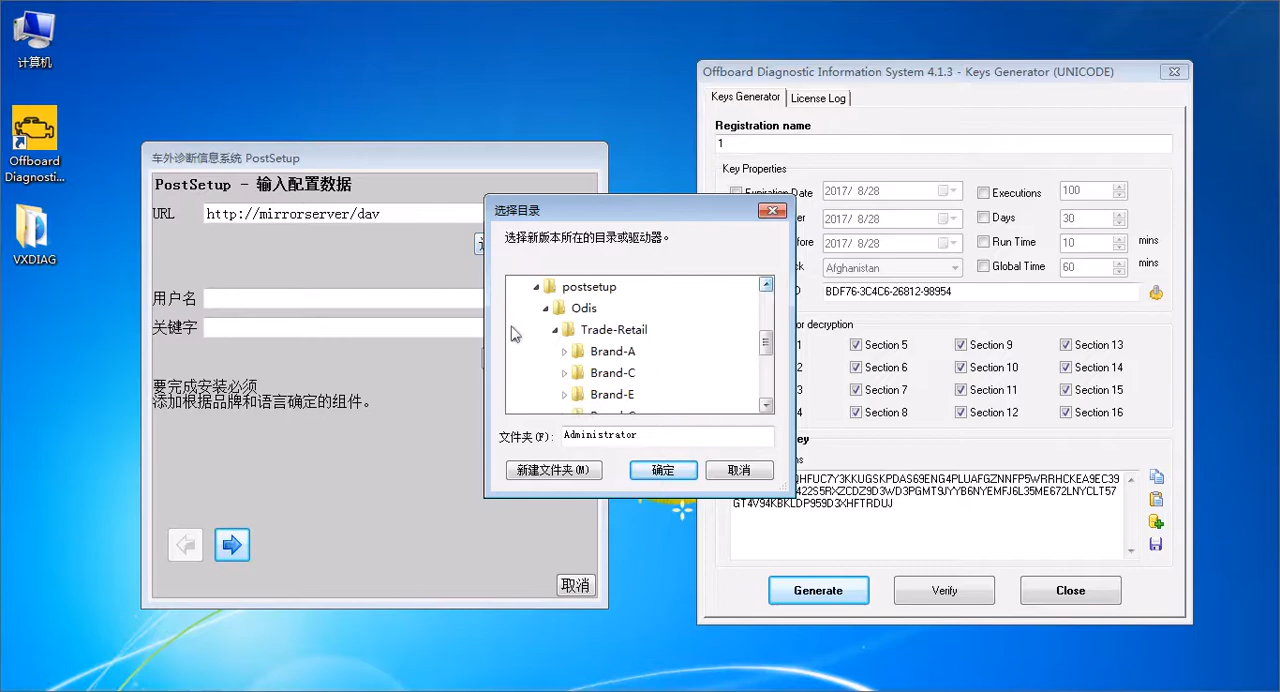 计算机
Offboard
Diagnosti...
VXDIAG
车外诊断信息系统 PostSetup
PostSetup - 输入配置数据
URL
http://mirrorserver/dav
用户名
关键字
要完成安装必须
添加根据品牌和语言确定的组件。
取消
选择目录
选择新版本所在的目录或驱动器。
postsetup
Odis
Trade-Retail
Brand-A
Brand-C
Brand-E
文件夹(F):
Administrator
新建文件夹(M)
确定
取消
Offboard Diagnostic Information System 4.1.3 - Keys Generator (UNICODE)
Keys Generator
License Log
Registration name
1
Key Properties
Expiration Date
2017/ 8/28
Executions
100
2017/ 8/28
Days
30
2017/ 8/28
Run Time
10
mins
Afghanistan
Global Time
60
mins
BDF76-3C4C6-26812-98954
decryption
Section 5
Section 9
Section 13
Section 6
Section 10
Section 14
Section 7
Section 11
Section 15
Section 8
Section 12
Section 16
HFUC7Y3KKUGSKPDAS69ENG4PLUAFGZNNFP5WRRHCKEA9EC39
422S5RXZCDZ9D3WD3PGMT9JYYB6NYEMFJ6L35ME672LNYCLT57
GT4V94KBKLDP959D3XHFTRDUJ
Generate
Verify
Close